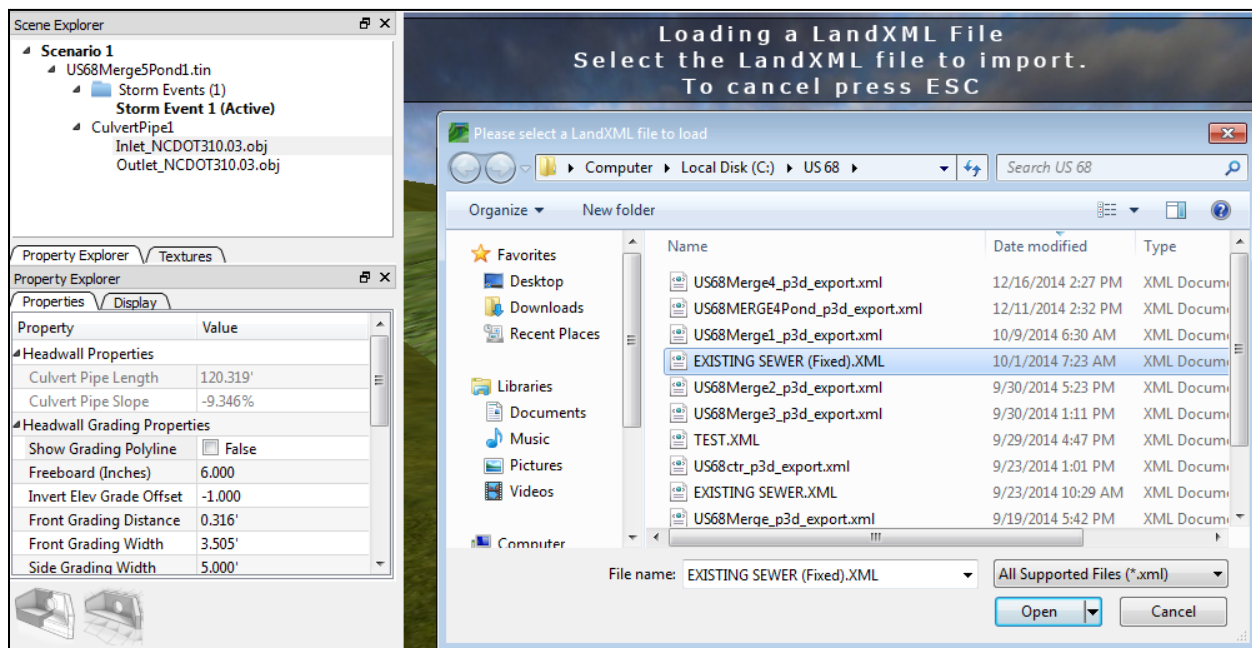 Scene Explorer
Scenario 1
US68Merge5Pond1.tin
Storm Events (1)
Storm Event 1 (Active)
CulvertPipe1
Inlet_NCDOT310.03.obj
Outlet_NCDOT310.03.obj
Property Explorer Textures
Property Explorer
Properties Display
Property Value
Headwall Properties
Culvert Pipe Length 120.319'
Culvert Pipe Slope -9.346%
Headwall Grading Properties
Show Grading Polyline False
Freeboard (Inches) 6.000
Invert Elev Grade Offset -1.000
Front Grading Distance 0.316'
Front Grading Width 3.505'
Side Grading Width 5.000'
Loading a LandXML File
Select the LandXML file to import.
To cancel press ESC
Please select a LandXML file to load
Computer Local Disk (C:) US 68 Search US 68
Organize New folder
Favorites
Desktop
Downloads
Recent Places
Libraries
Documents
Music
Pictures
Videos
Computer
Name Date modified Type
US68Merge4_p3d_export.xml 12/16/2014 2:27 PM XML Docum
US68MERGE4Pond_p3d_export.xml 12/11/2014 2:32 PM XML Docum
US68Merge1_p3d_export.xml 10/9/2014 6:30 AM XML Docum
EXISTING SEWER (Fixed).XML 10/1/2014 7:23 AM XML Docum
US68Merge2_p3d_export.xml 9/30/2014 5:23 PM XML Docum
US68Merge3_p3d_export.xml 9/30/2014 1:11 PM XML Docum
TEST.XML 9/29/2014 4:47 PM XML Docum
US68ctr_p3d_export.xml 9/23/2014 1:01 PM XML Docum
EXISTING SEWER.XML 9/23/2014 10:29 AM XML Docum
US68Merge_p3d_export.xml 9/19/2014 5:42 PM XML Docum
File name: EXISTING SEWER (Fixed).XML All Supported Files (*.xml)
Open Cancel